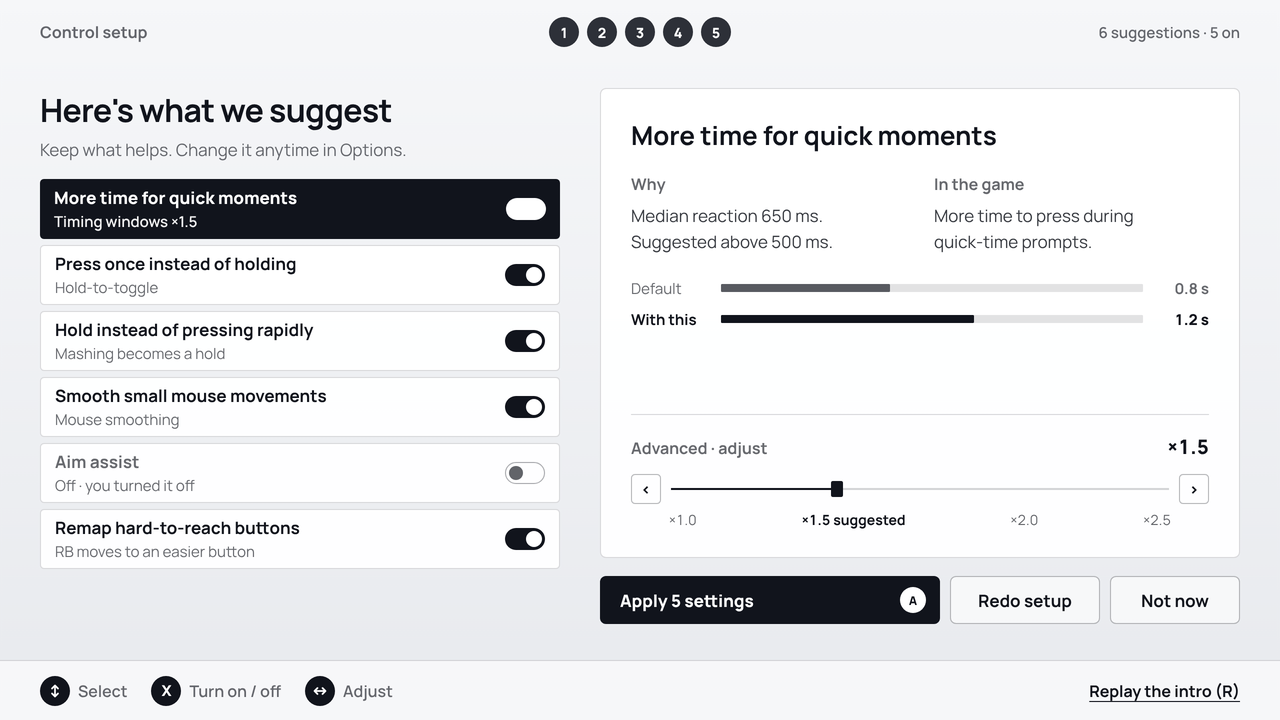 Control setup
1 2 3 4 5
6 suggestions · 5 on
Here's what we suggest
Keep what helps. Change it anytime in Options.
More time for quick moments
Timing windows ×1.5
Press once instead of holding
Hold-to-toggle
Hold instead of pressing rapidly
Mashing becomes a hold
Smooth small mouse movements
Mouse smoothing
Aim assist
Off · you turned it off
Remap hard-to-reach buttons
RB moves to an easier button
More time for quick moments
Why
Median reaction 650 ms.
Suggested above 500 ms.
In the game
More time to press during
quick-time prompts.
Default 0.8 s
With this 1.2 s
Advanced · adjust ×1.5
×1.0 ×1.5 suggested ×2.0 ×2.5
Apply 5 settings A
Redo setup
Not now
Select
X Turn on / off
Adjust
Replay the intro (R)